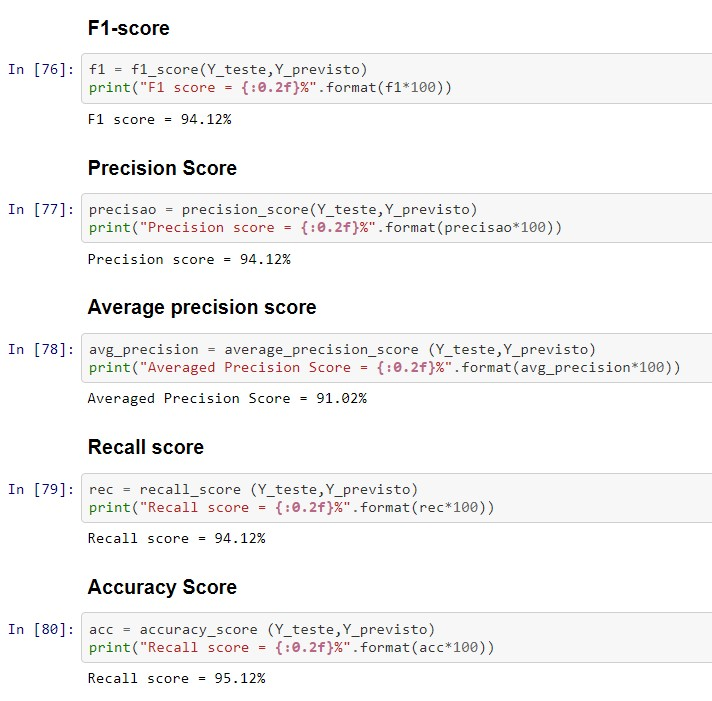 F1-score
In [76]: f1 = f1_score(Y_teste,Y_previsto)
print("F1 score = {:0.2f}%".format(f1*100))
F1 score = 94.12%
Precision Score
In [77]: precisao = precision_score(Y_teste,Y_previsto)
print("Precision score = {:0.2f}%".format(precisao*100))
Precision score = 94.12%
Average precision score
In [78]: avg_precision = average_precision_score (Y_teste,Y_previsto)
print("Averaged Precision Score = {:0.2f}%".format(avg_precision*100))
Averaged Precision Score = 91.02%
Recall score
In [79]: rec = recall_score (Y_teste,Y_previsto)
print("Recall score = {:0.2f}%".format(rec*100))
Recall score = 94.12%
Accuracy Score
In [80]: acc = accuracy_score (Y_teste,Y_previsto)
print("Recall score = {:0.2f}%".format(acc*100))
Recall score = 95.12%